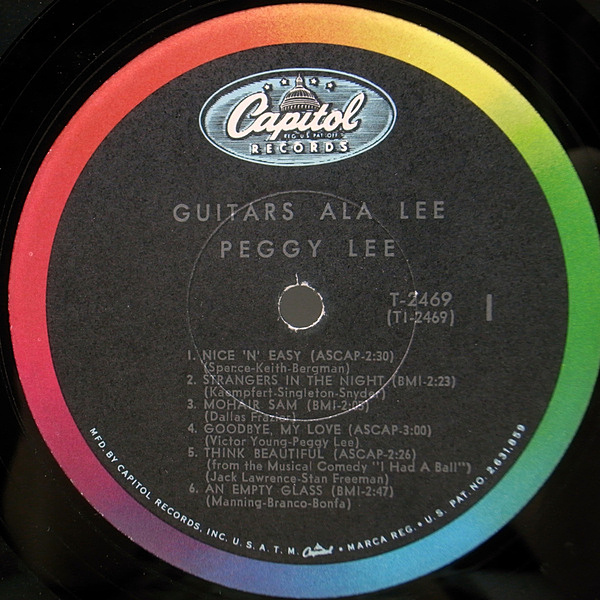 Capitol
REG. U.S. PAT. OFF.
RECORDS
GUITARS ALA LEE
PEGGY LEE
T-2469
(T1-2469)
1
1. NICE 'N' EASY (ASCAP-2:30)
(Spence-Keith-Bergman)
2. STRANGERS IN THE NIGHT (BMI-2:23)
(Kaempfert-Singleton-Snyder)
3. MOHAIR SAM (BMI-2:05)
(Dallas Frazier)
4. GOODBYE, MY LOVE (ASCAP-3:00)
(Victor Young-Peggy Lee)
5. THINK BEAUTIFUL (ASCAP-2:26)
(from the Musical Comedy "I Had A Ball")
(Jack Lawrence-Stan Freeman)
6. AN EMPTY GLASS (BMI-2:47)
(Manning-Branco-Bonfa)
MFD. BY CAPITOL RECORDS, INC. U.S.A. T.M. Capitol • MARCA REG. • U.S. PAT. NO. 2,631,859